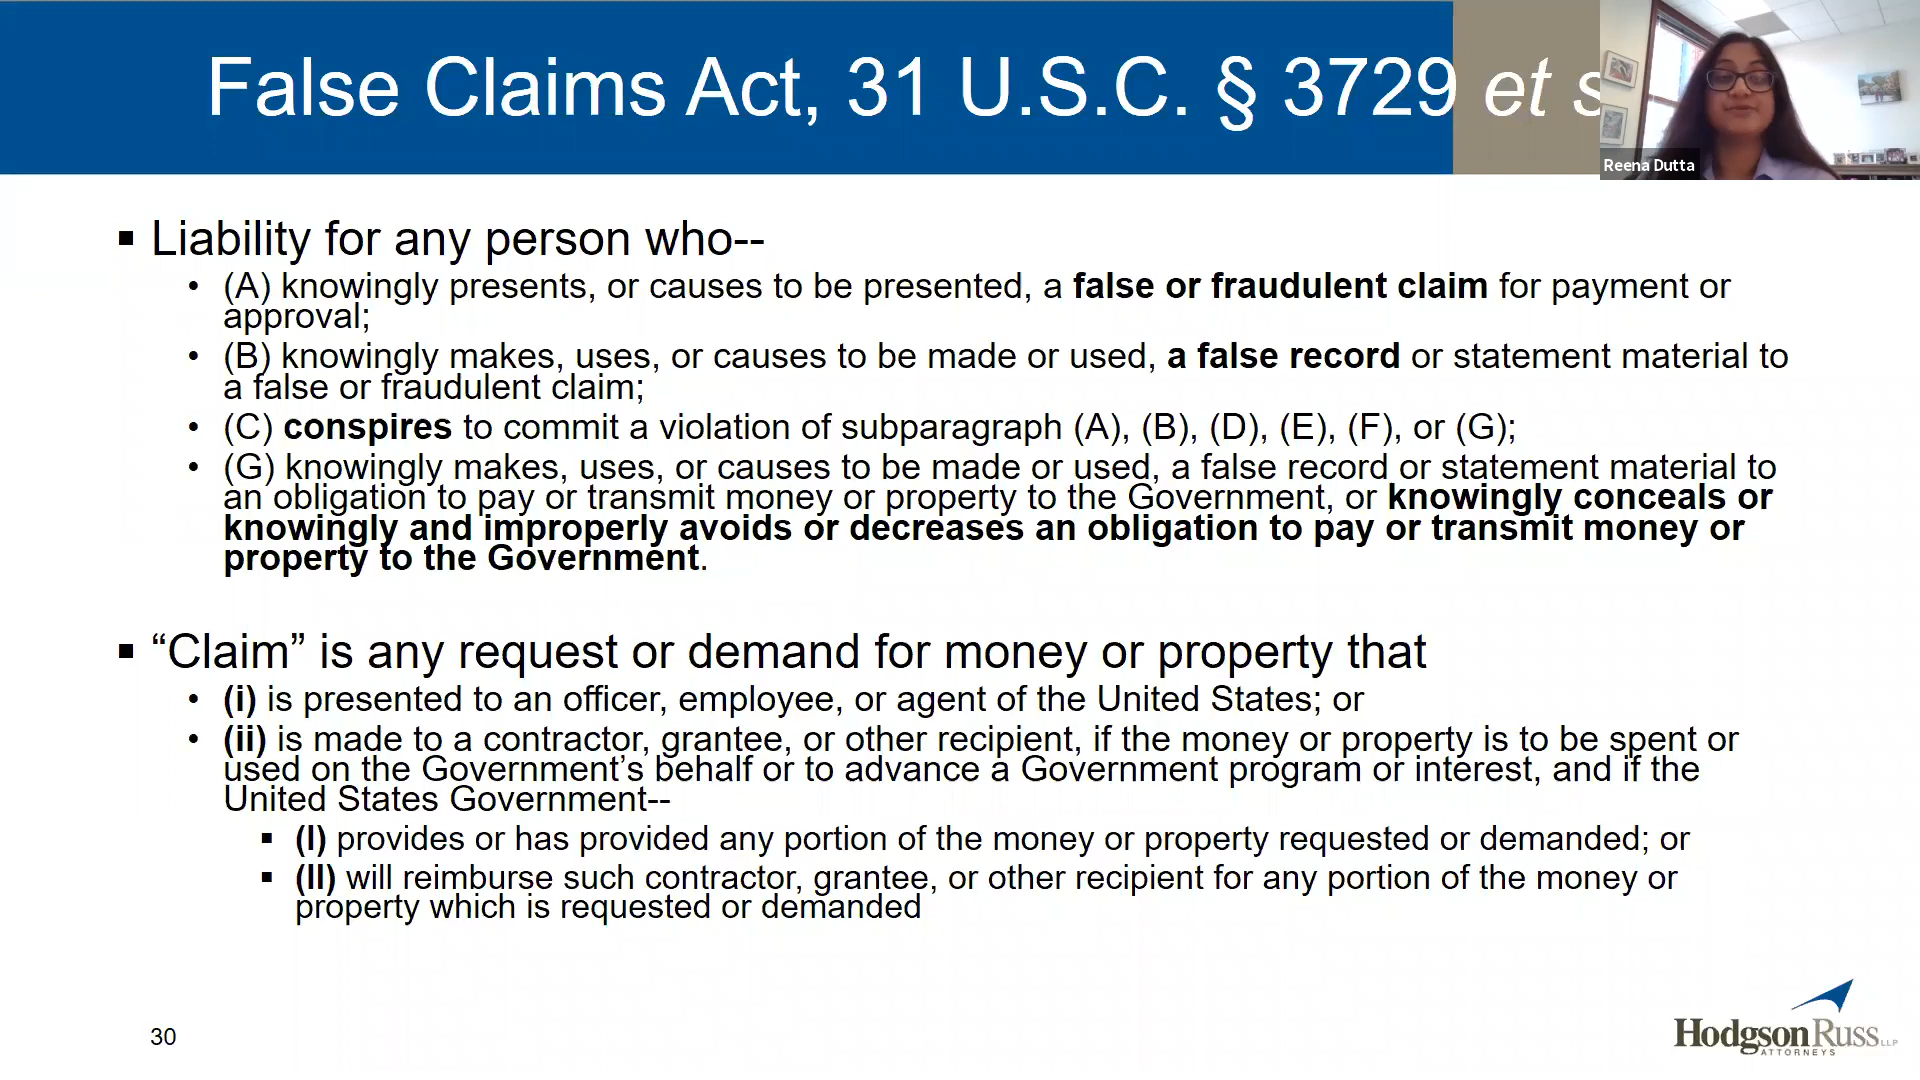 False Claims Act, 31 U.S.C. § 3729 et s
Reena Dutta
▪ Liability for any person who--
• (A) knowingly presents, or causes to be presented, a false or fraudulent claim for payment or
approval;
• (B) knowingly makes, uses, or causes to be made or used, a false record or statement material to
a false or fraudulent claim;
• (C) conspires to commit a violation of subparagraph (A), (B), (D), (E), (F), or (G);
• (G) knowingly makes, uses, or causes to be made or used, a false record or statement material to
an obligation to pay or transmit money or property to the Government, or knowingly conceals or
knowingly and improperly avoids or decreases an obligation to pay or transmit money or
property to the Government.
▪ “Claim” is any request or demand for money or property that
• (i) is presented to an officer, employee, or agent of the United States; or
• (ii) is made to a contractor, grantee, or other recipient, if the money or property is to be spent or
used on the Government’s behalf or to advance a Government program or interest, and if the
United States Government--
▪ (I) provides or has provided any portion of the money or property requested or demanded; or
▪ (II) will reimburse such contractor, grantee, or other recipient for any portion of the money or
property which is requested or demanded
30
HodgsonRuss LLP
ATTORNEYS